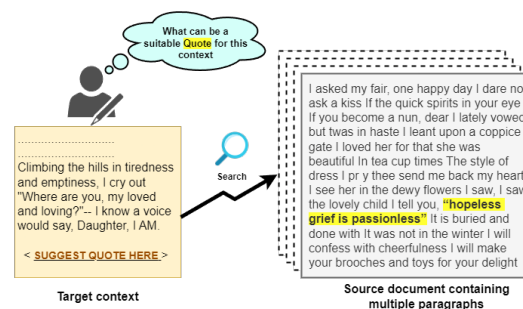 What can be a
suitable Quote for this
context
..............................
..............................
Climbing the hills in tiredness
and emptiness, I cry out
"Where are you, my loved
and loving?"-- I know a voice
would say, Daughter, I AM.
< SUGGEST QUOTE HERE >
Target context
Search
I asked my fair, one happy day I dare no
ask a kiss If the quick spirits in your eye
If you become a nun, dear I lately vowed
but twas in haste I leant upon a coppice
gate I loved her for that she was
beautiful In tea cup times The style of
dress I pr y thee send me back my heart
I see her in the dewy flowers I saw, I saw
the lovely child I tell you, “hopeless
grief is passionless” It is buried and
done with It was not in the winter I will
confess with cheerfulness I will make
your brooches and toys for your delight
Source document containing
multiple paragraphs